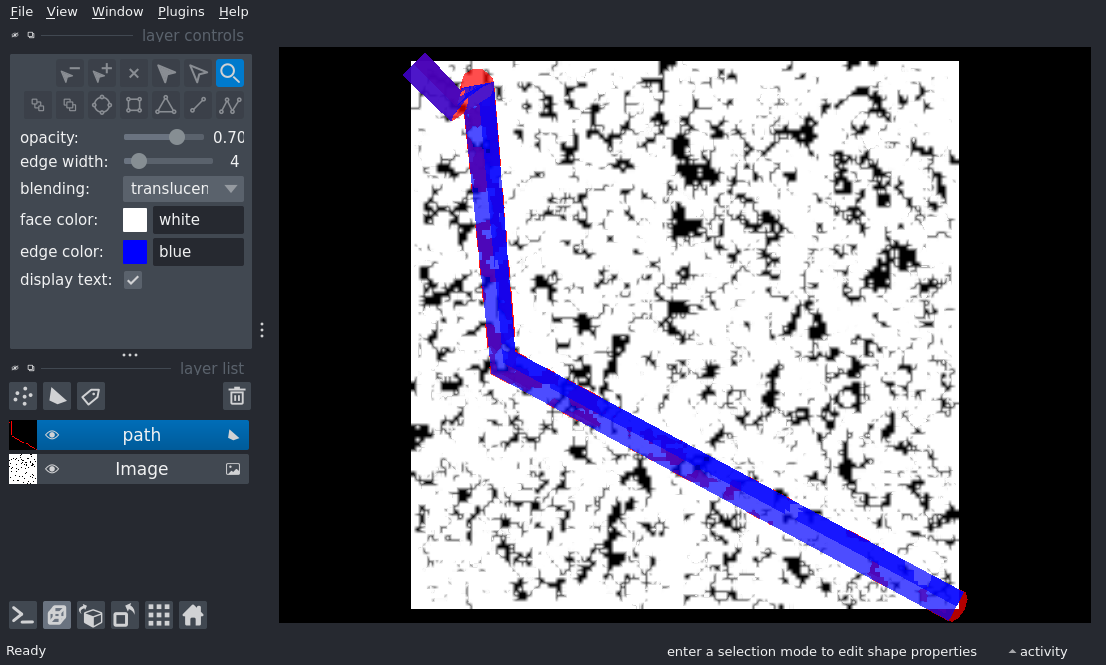 File View Window Plugins Help
layer controls
opacity: 0.70
edge width: 4
blending: translucen
face color: white
edge color: blue
display text:
layer list
path
Image
Ready
enter a selection mode to edit shape properties
activity